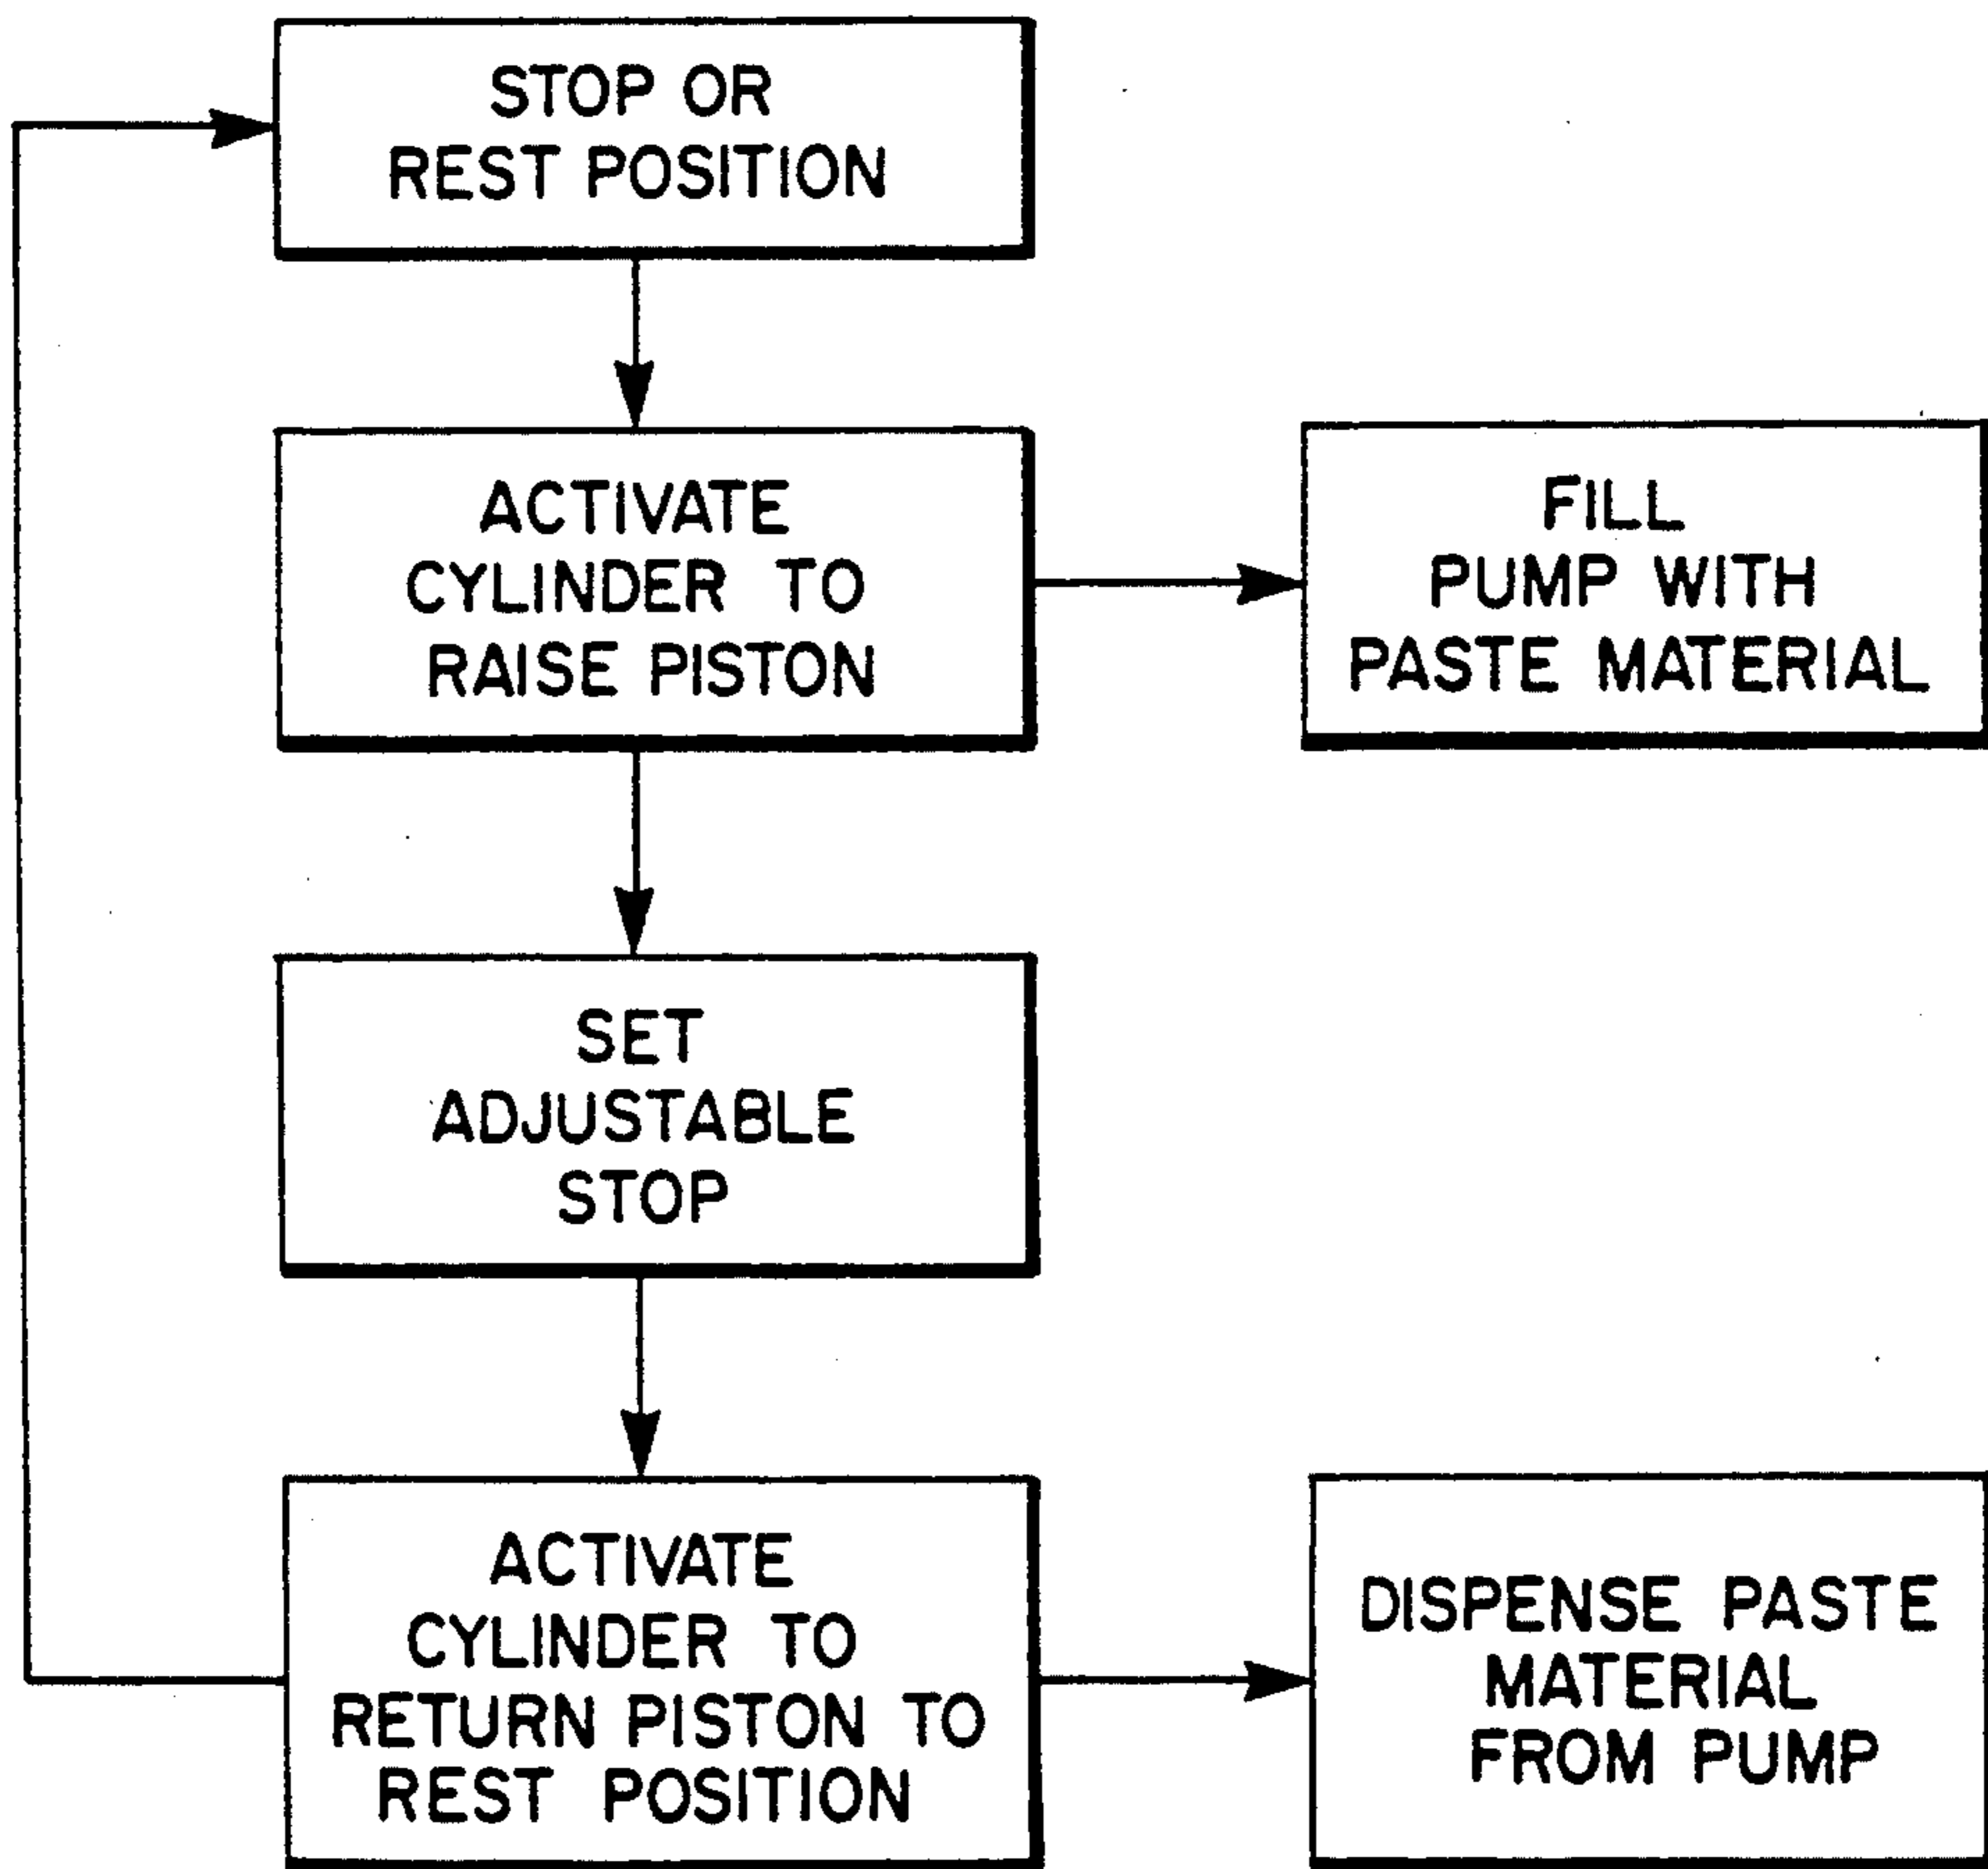 STOP OR
REST POSITION
ACTIVATE
CYLINDER TO
RAISE PISTON
FILL
PUMP WITH
PASTE MATERIAL
SET
ADJUSTABLE
STOP
ACTIVATE
CYLINDER TO
RETURN PISTON TO
REST POSITION
DISPENSE PASTE
MATERIAL
FROM PUMP